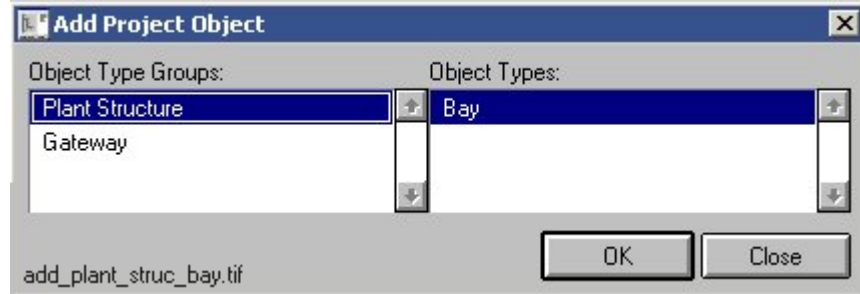 Add Project Object
Object Type Groups: Object Types:
Plant Structure Bay
Gateway
OK Close
add_plant_struc_bay.tif